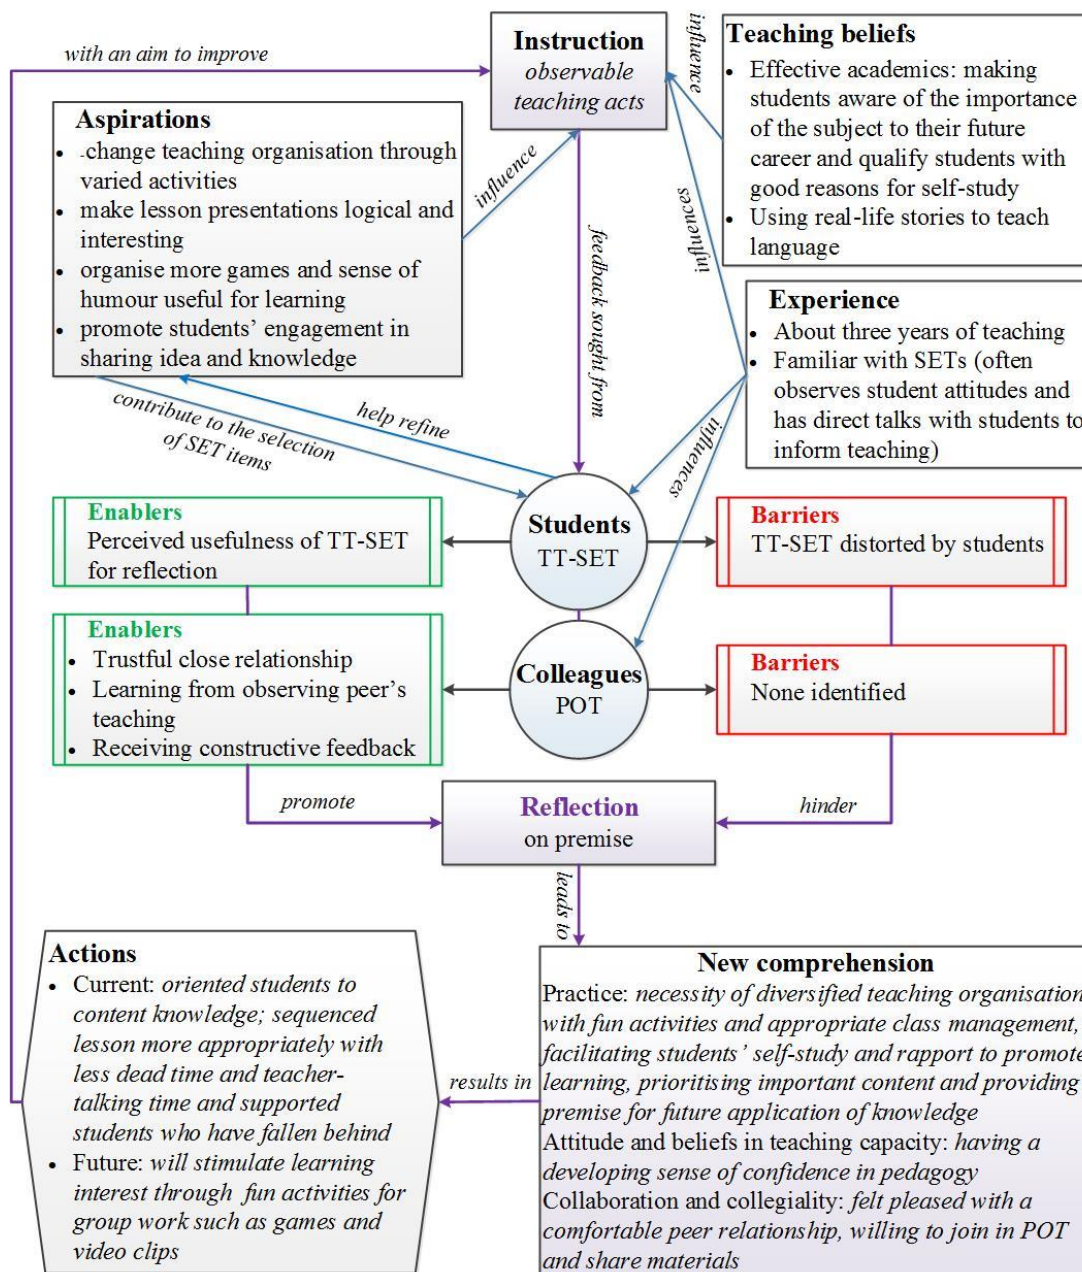 with an aim to improve
Instruction
observable
teaching acts
influence
Teaching beliefs
• Effective academics: making
students aware of the importance
of the subject to their future
career and qualify students with
good reasons for self-study
• Using real-life stories to teach
language
Aspirations
• -change teaching organisation through
varied activities
• make lesson presentations logical and
interesting
• organise more games and sense of
humour useful for learning
• promote students’ engagement in
sharing idea and knowledge
influence
influences
feedback sought from
Experience
• About three years of teaching
• Familiar with SETs (often
observes student attitudes and
has direct talks with students to
inform teaching)
contribute to the selection
of SET items
help refine
influences
Enablers
Perceived usefulness of TT-SET
for reflection
Students
TT-SET
Barriers
TT-SET distorted by students
Enablers
• Trustful close relationship
• Learning from observing peer’s
teaching
• Receiving constructive feedback
Colleagues
POT
Barriers
None identified
promote
Reflection
on premise
hinder
leads to
Actions
• Current: oriented students to
content knowledge; sequenced
lesson more appropriately with
less dead time and teacher-
talking time and supported
students who have fallen behind
• Future: will stimulate learning
interest through fun activities for
group work such as games and
video clips
results in
New comprehension
Practice: necessity of diversified teaching organisation
with fun activities and appropriate class management,
facilitating students’ self-study and rapport to promote
learning, prioritising important content and providing
premise for future application of knowledge
Attitude and beliefs in teaching capacity: having a
developing sense of confidence in pedagogy
Collaboration and collegiality: felt pleased with a
comfortable peer relationship, willing to join in POT
and share materials